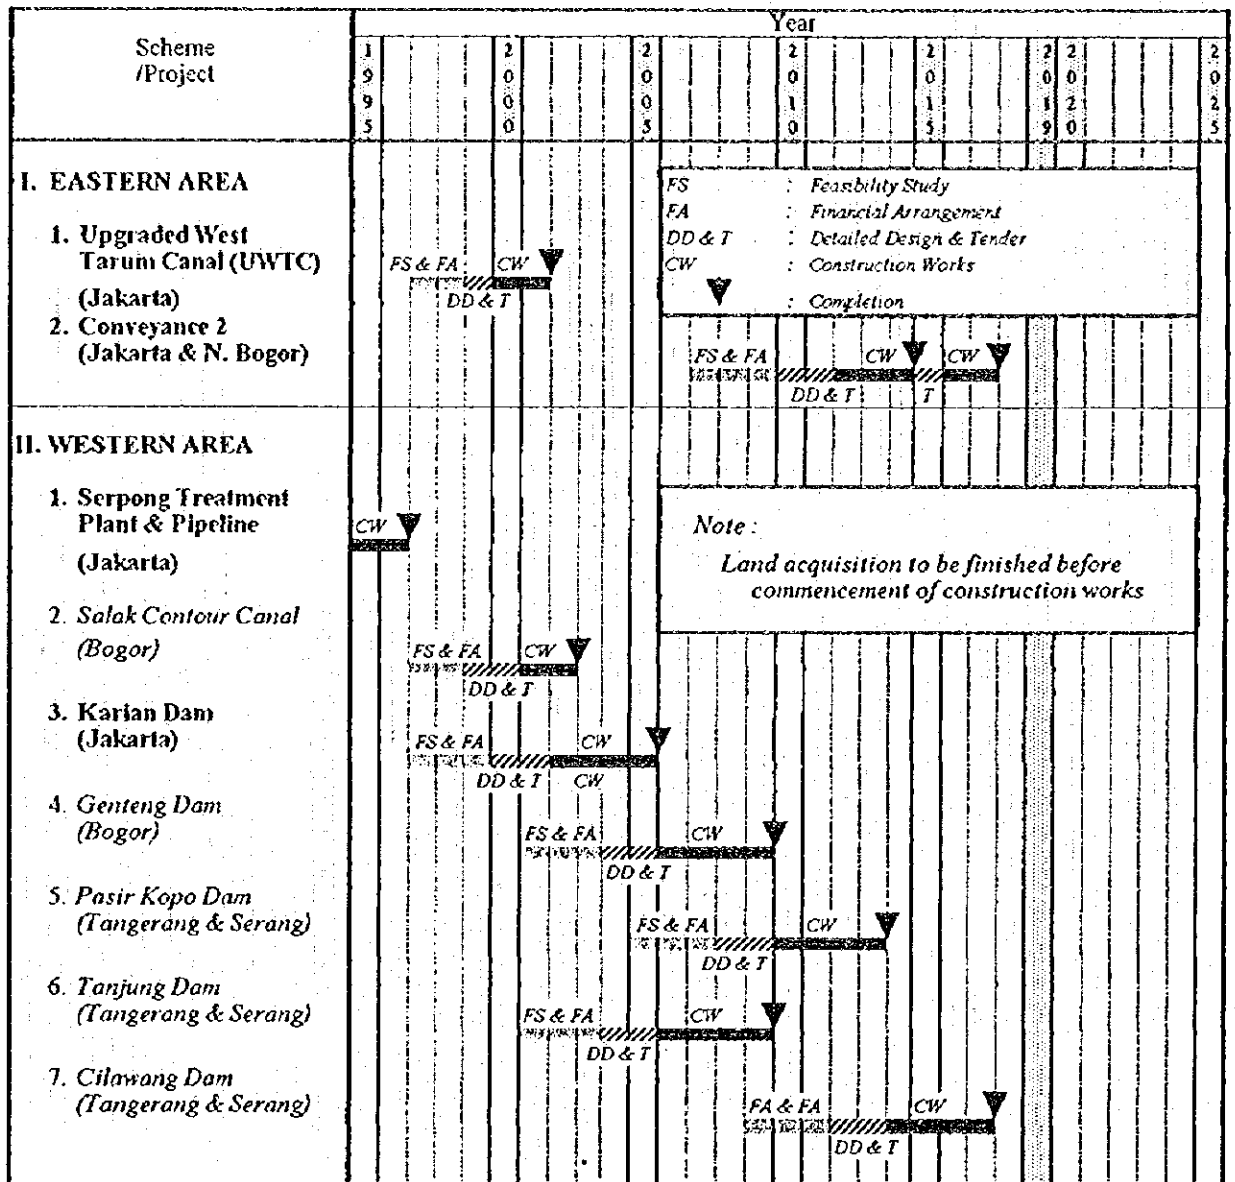 Year
Scheme
/Project
1995 2000 2005 2010 2015 2019 2020 2025
I. EASTERN AREA
FS : Feasibility Study
FA : Financial Arrangement
DD & T : Detailed Design & Tender
CW : Construction Works
: Completion
1. Upgraded West
Tarum Canal (UWTC)
(Jakarta)
FS & FA CW
DD & T
2. Conveyance 2
(Jakarta & N. Bogor)
FS & FA CW CW
DD & T T
II. WESTERN AREA
1. Serpong Treatment
Plant & Pipeline
(Jakarta)
CW
Note :
Land acquisition to be finished before
commencement of construction works
2. Salak Contour Canal
(Bogor)
FS & FA CW
DD & T
3. Karian Dam
(Jakarta)
FS & FA CW
DD & T CW
4. Genteng Dam
(Bogor)
FS & FA CW
DD & T
5. Pasir Kopo Dam
(Tangerang & Serang)
FS & FA CW
DD & T
6. Tanjung Dam
(Tangerang & Serang)
FS & FA CW
DD & T
7. Cilawang Dam
(Tangerang & Serang)
FA & FA CW
DD & T